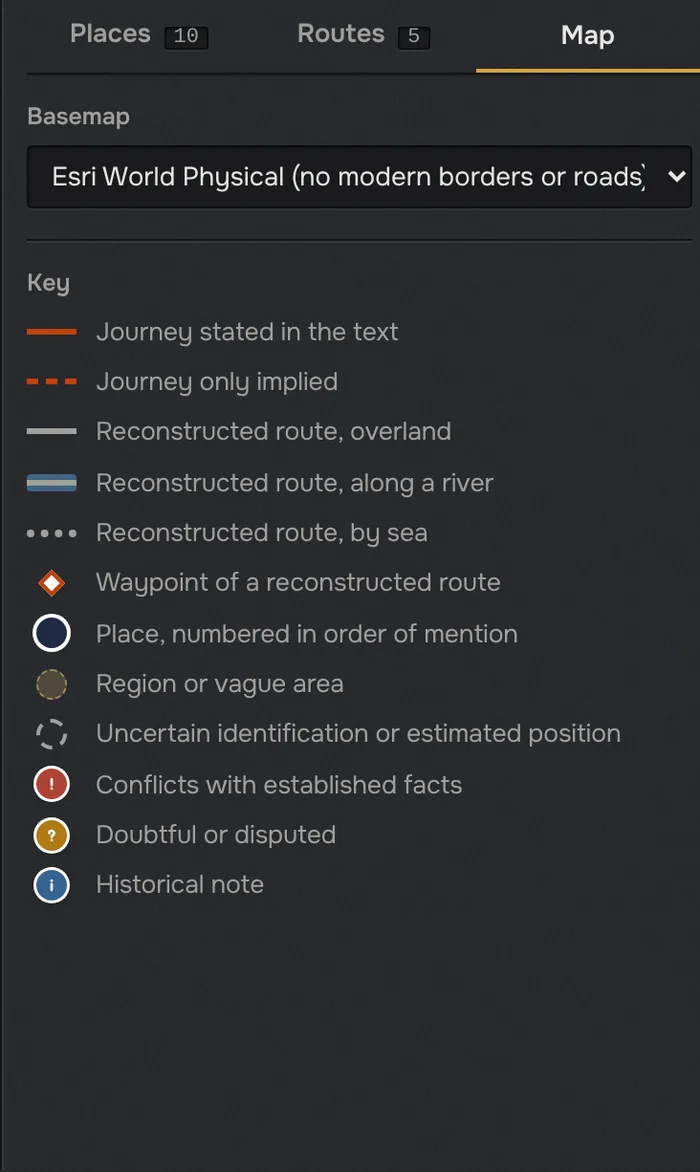 Places 10 Routes 5 Map
Basemap
Esri World Physical (no modern borders or roads)
Key
Journey stated in the text
Journey only implied
Reconstructed route, overland
Reconstructed route, along a river
Reconstructed route, by sea
Waypoint of a reconstructed route
Place, numbered in order of mention
Region or vague area
Uncertain identification or estimated position
! Conflicts with established facts
? Doubtful or disputed
i Historical note